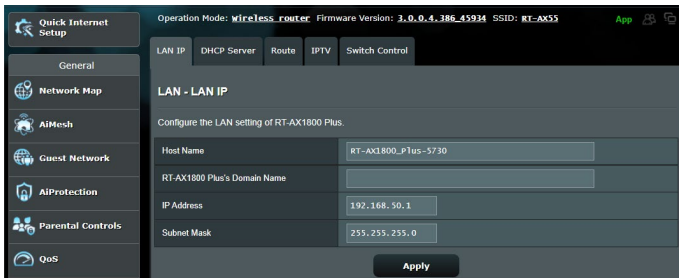 Quick Internet
Setup
Operation Mode: Wireless router Firmware Version: 3.0.0.4.386_45934 SSID: RT-AX55
App
LAN IP DHCP Server Route IPTV Switch Control
General
Network Map
AiMesh
Guest Network
AiProtection
Parental Controls
QoS
LAN - LAN IP
Configure the LAN setting of RT-AX1800 Plus.
Host Name RT-AX1800_Plus-5730
RT-AX1800 Plus's Domain Name
IP Address 192.168.50.1
Subnet Mask 255.255.255.0
Apply